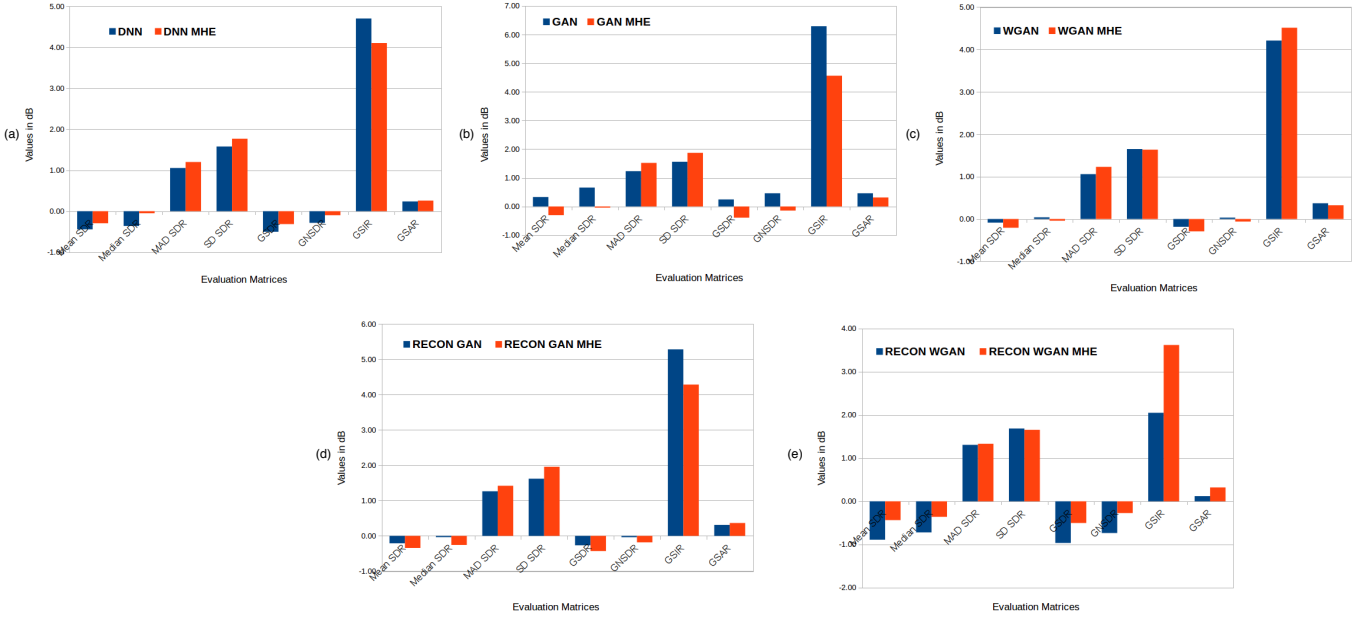 (a)
DNN DNN MHE
Values in dB
5.00
4.00
3.00
2.00
1.00
0.00
-1.00
Mean SDR
Median SDR
MAD SDR
SD SDR
GSDR
GNSDR
GSIR
GSAR
Evaluation Matrices
(b)
GAN GAN MHE
Values in dB
7.00
6.00
5.00
4.00
3.00
2.00
1.00
0.00
-1.00
Mean SDR
Median SDR
MAD SDR
SD SDR
GSDR
GNSDR
GSIR
GSAR
Evaluation Matrices
(c)
WGAN WGAN MHE
Values in dB
5.00
4.00
3.00
2.00
1.00
0.00
-1.00
Mean SDR
Median SDR
MAD SDR
SD SDR
GSDR
GNSDR
GSIR
GSAR
Evaluation Matrices
(d)
RECON GAN RECON GAN MHE
Values in dB
6.00
5.00
4.00
3.00
2.00
1.00
0.00
-1.00
Mean SDR
Median SDR
MAD SDR
SD SDR
GSDR
GNSDR
GSIR
GSAR
Evaluation Matrices
(e)
RECON WGAN RECON WGAN MHE
Values in dB
4.00
3.00
2.00
1.00
0.00
-1.00
-2.00
Mean SDR
Median SDR
MAD SDR
SD SDR
GSDR
GNSDR
GSIR
GSAR
Evaluation Matrices